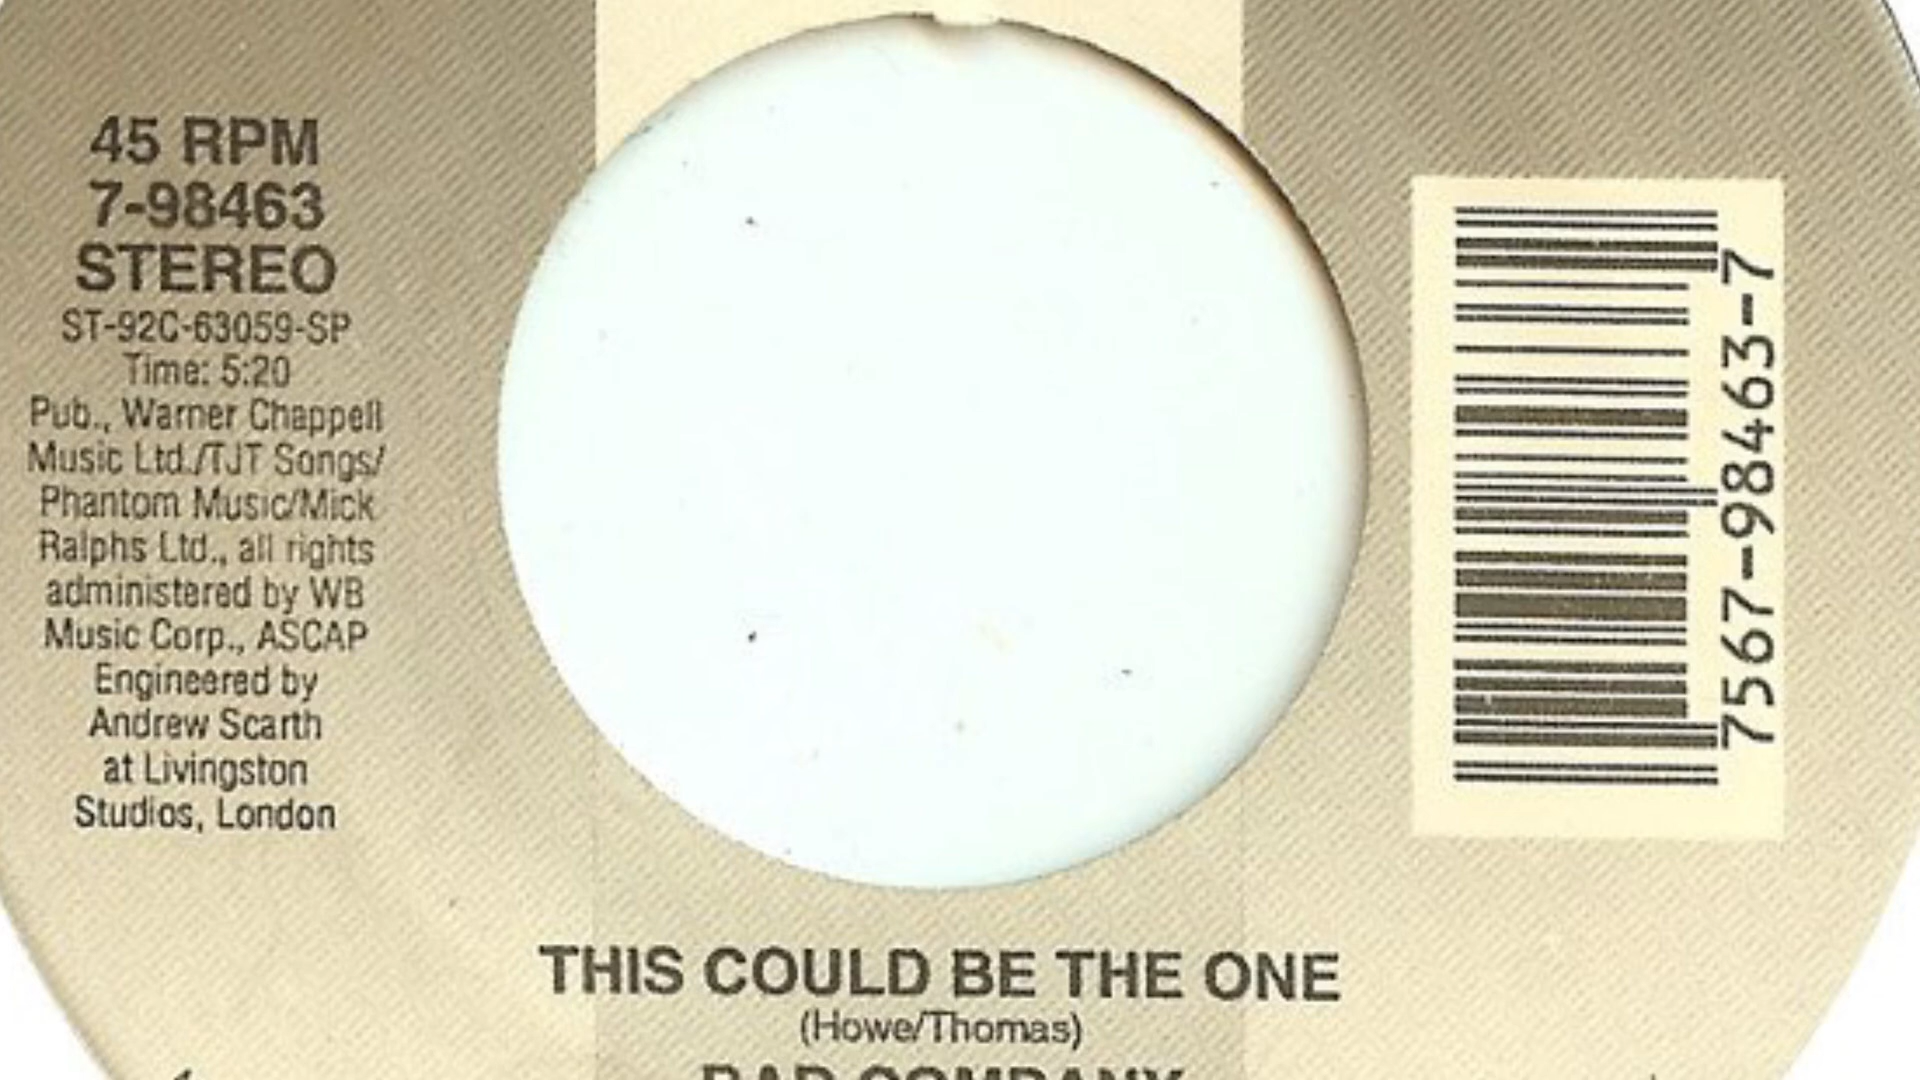 45 RPM
7-98463
STEREO
ST-92C-63059-SP
Time: 5:20
Pub., Warner Chappell
Music Ltd./TJT Songs/
Phantom Music/Mick
Ralphs Ltd., all rights
administered by WB
Music Corp., ASCAP
Engineered by
Andrew Scarth
at Livingston
Studios, London
7567-98463-7
THIS COULD BE THE ONE
(Howe/Thomas)
BAD COMPANY